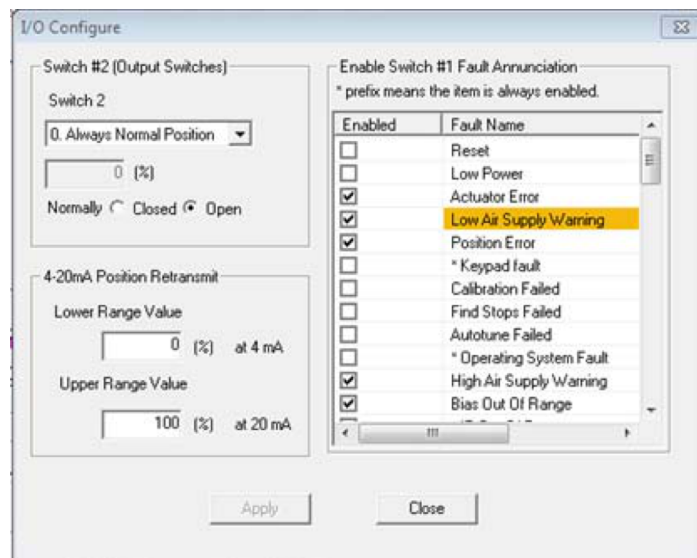 I/O Configure
Switch #2 (Output Switches)
Switch 2
0. Always Normal Position
0 (%)
Normally Closed Open
4-20mA Position Retransmit
Lower Range Value
0 (%) at 4 mA
Upper Range Value
100 (%) at 20 mA
Enable Switch #1 Fault Annunciation
* prefix means the item is always enabled.
Enabled Fault Name
Reset
Low Power
Actuator Error
Low Air Supply Warning
Position Error
* Keypad fault
Calibration Failed
Find Stops Failed
Autotune Failed
* Operating System Fault
High Air Supply Warning
Bias Out Of Range
Apply Close